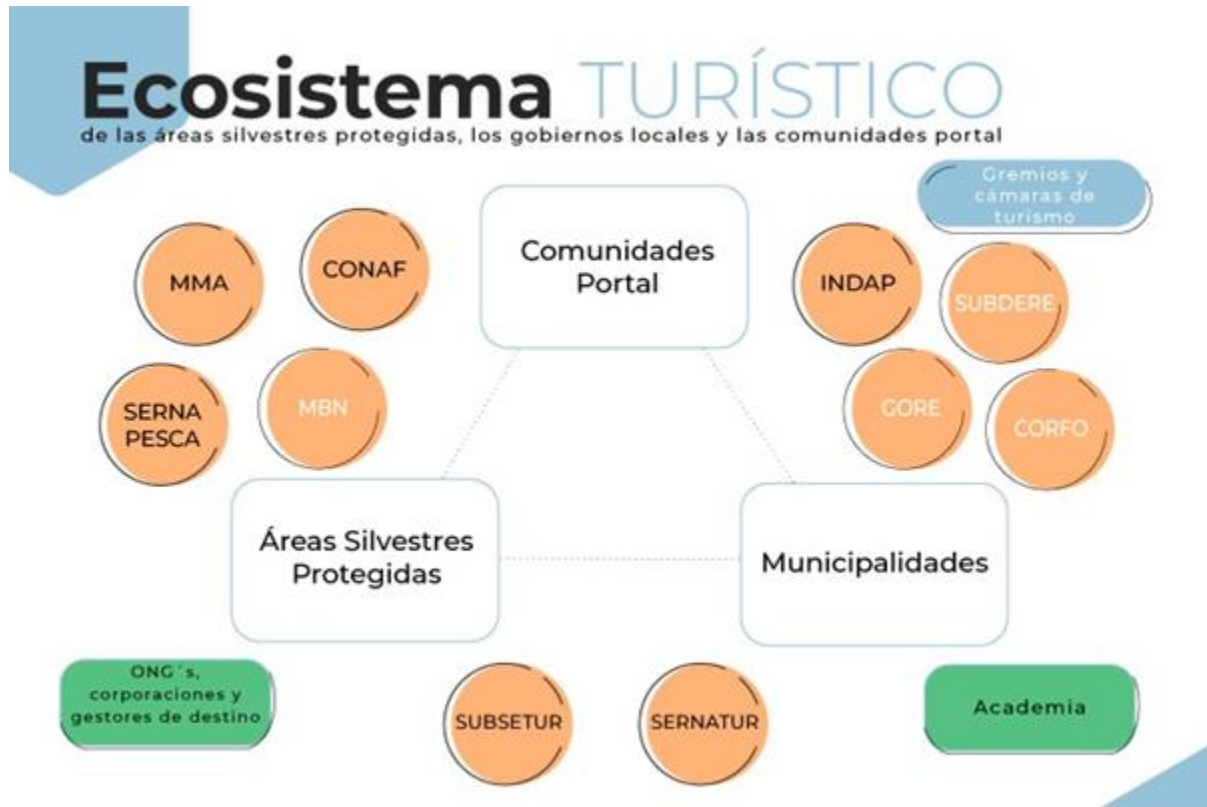 Ecosistema TURÍSTICO
de las áreas silvestres protegidas, los gobiernos locales y las comunidades portal
Gremios y
cámaras de
turismo
Comunidades
Portal
MMA
CONAF
SERNA
PESCA
MBN
INDAP
SUBDERE
GORE
CORFO
Áreas Silvestres
Protegidas
Municipalidades
ONG´s,
corporaciones y
gestores de destino
SUBSETUR
SERNATUR
Academia